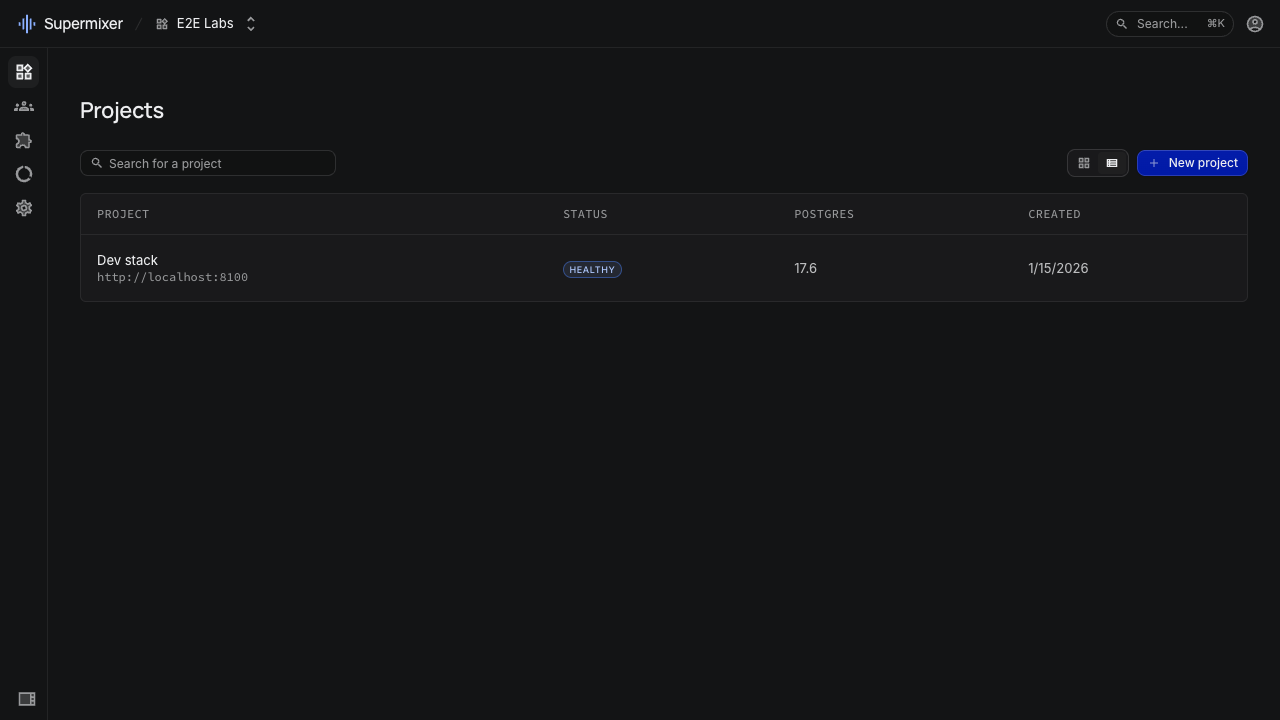 Supermixer / E2E Labs
Search... ⌘K
Projects
Search for a project
New project
PROJECT STATUS POSTGRES CREATED
Dev stack
http://localhost:8100
HEALTHY 17.6 1/15/2026